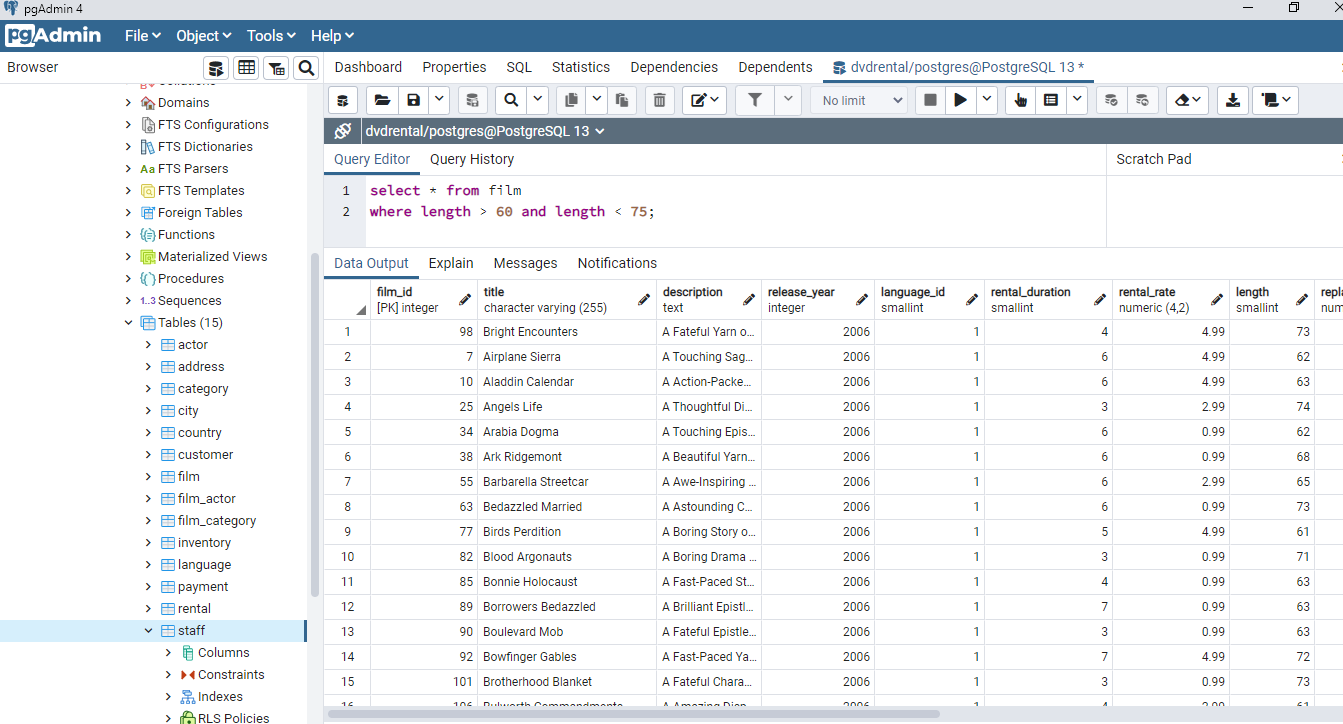 pgAdmin 4
pgAdmin File Object Tools Help
Browser
Dashboard Properties SQL Statistics Dependencies Dependents dvdrental/postgres@PostgreSQL 13 *
No limit
dvdrental/postgres@PostgreSQL 13
Query Editor Query History Scratch Pad
1 select * from film
2 where length > 60 and length < 75;
Data Output Explain Messages Notifications
film_id title description release_year language_id rental_duration rental_rate length
[PK] integer character varying (255) text integer smallint smallint numeric (4,2) smallint
1 98 Bright Encounters A Fateful Yarn o... 2006 1 4 4.99 73
2 7 Airplane Sierra A Touching Sag... 2006 1 6 4.99 62
3 10 Aladdin Calendar A Action-Packe... 2006 1 6 4.99 63
4 25 Angels Life A Thoughtful Di... 2006 1 3 2.99 74
5 34 Arabia Dogma A Touching Epis... 2006 1 6 0.99 62
6 38 Ark Ridgemont A Beautiful Yarn... 2006 1 6 0.99 68
7 55 Barbarella Streetcar A Awe-Inspiring ... 2006 1 6 2.99 65
8 63 Bedazzled Married A Astounding C... 2006 1 6 0.99 73
9 77 Birds Perdition A Boring Story o... 2006 1 5 4.99 61
10 82 Blood Argonauts A Boring Drama ... 2006 1 3 0.99 71
11 85 Bonnie Holocaust A Fast-Paced St... 2006 1 4 0.99 63
12 89 Borrowers Bedazzled A Brilliant Epistl... 2006 1 7 0.99 63
13 90 Boulevard Mob A Fateful Epistle... 2006 1 3 0.99 63
14 92 Bowfinger Gables A Fast-Paced Ya... 2006 1 7 4.99 72
15 101 Brotherhood Blanket A Fateful Chara... 2006 1 3 0.99 73
Domains
FTS Configurations
FTS Dictionaries
Aa FTS Parsers
FTS Templates
Foreign Tables
Functions
Materialized Views
Procedures
1..3 Sequences
Tables (15)
actor
address
category
city
country
customer
film
film_actor
film_category
inventory
language
payment
rental
staff
Columns
Constraints
Indexes
RLS Policies